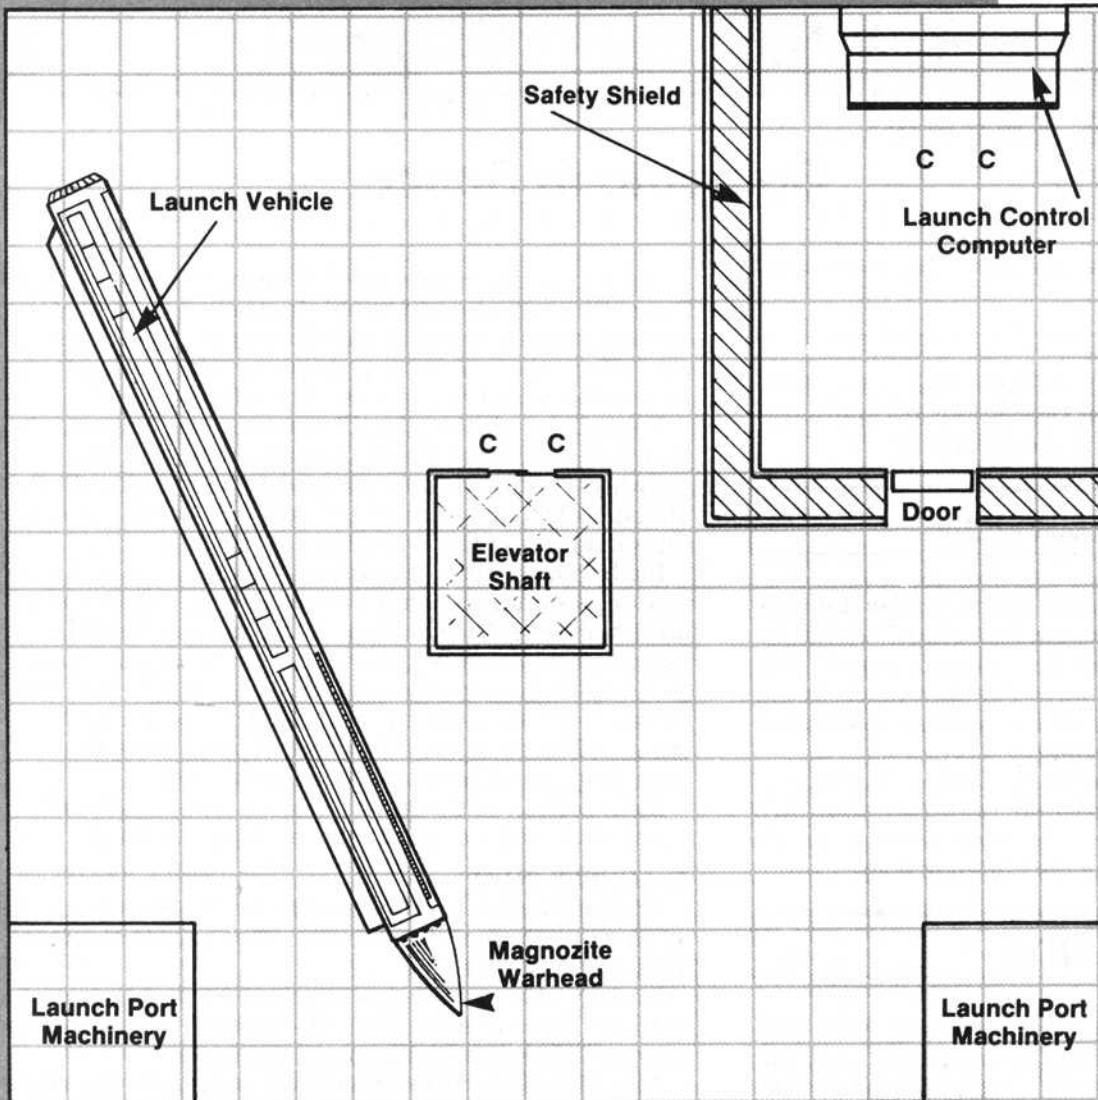 Safety Shield
C C
Launch Vehicle
Launch Control
Computer
C C
Door
Elevator
Shaft
Magnozite
Warhead
Launch Port
Machinery
Launch Port
Machinery